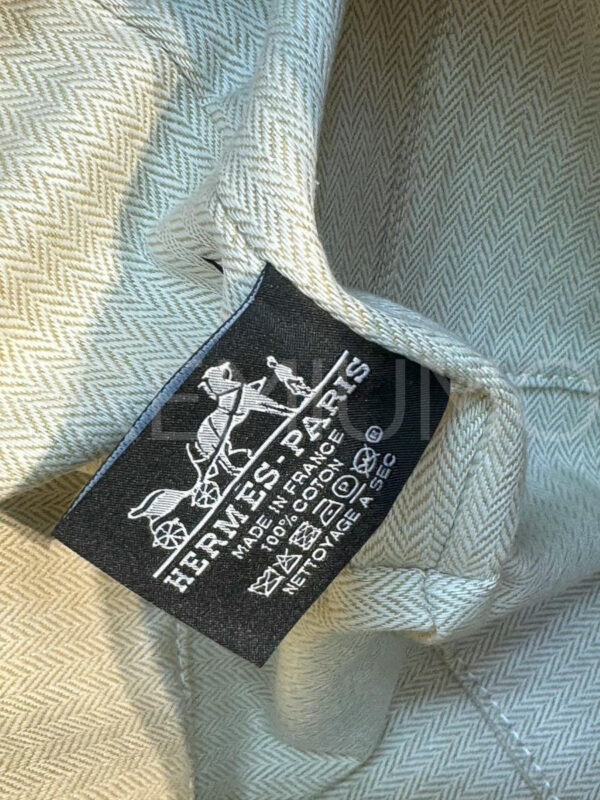 HERMES-PARIS
MADE IN FRANCE
100% COTON
NETTOYAGE A SEC